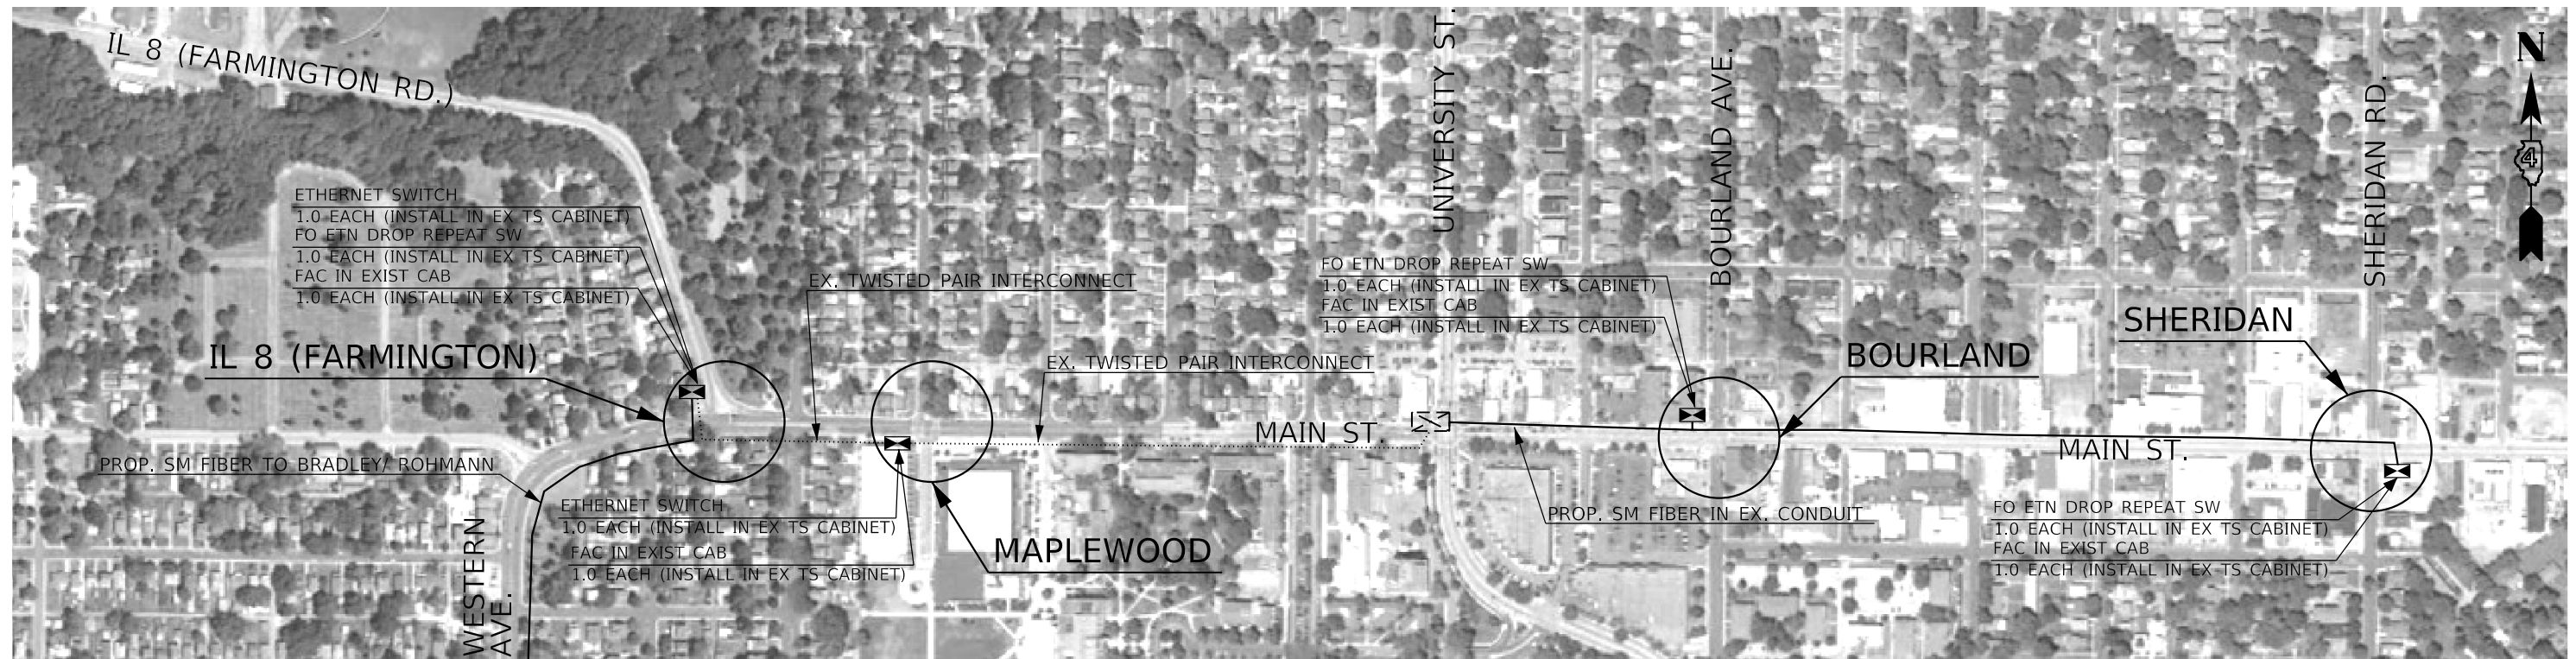 IL 8 (FARMINGTON RD.)
UNIVERSITY ST.
BOURLAND AVE.
SHERIDAN RD.
N
4
ETHERNET SWITCH
1.0 EACH (INSTALL IN EX TS CABINET)
FO ETN DROP REPEAT SW
1.0 EACH (INSTALL IN EX TS CABINET)
FAC IN EXIST CAB
1.0 EACH (INSTALL IN EX TS CABINET)
EX. TWISTED PAIR INTERCONNECT
FO ETN DROP REPEAT SW
1.0 EACH (INSTALL IN EX TS CABINET)
FAC IN EXIST CAB
1.0 EACH (INSTALL IN EX TS CABINET)
SHERIDAN
IL 8 (FARMINGTON)
EX. TWISTED PAIR INTERCONNECT
BOURLAND
MAIN ST.
MAIN ST.
PROP. SM FIBER TO BRADLEY/ ROHMANN
ETHERNET SWITCH
1.0 EACH (INSTALL IN EX TS CABINET)
FAC IN EXIST CAB
1.0 EACH (INSTALL IN EX TS CABINET)
MAPLEWOOD
PROP. SM FIBER IN EX. CONDUIT
FO ETN DROP REPEAT SW
1.0 EACH (INSTALL IN EX TS CABINET)
FAC IN EXIST CAB
1.0 EACH (INSTALL IN EX TS CABINET)
WESTERN
AVE.